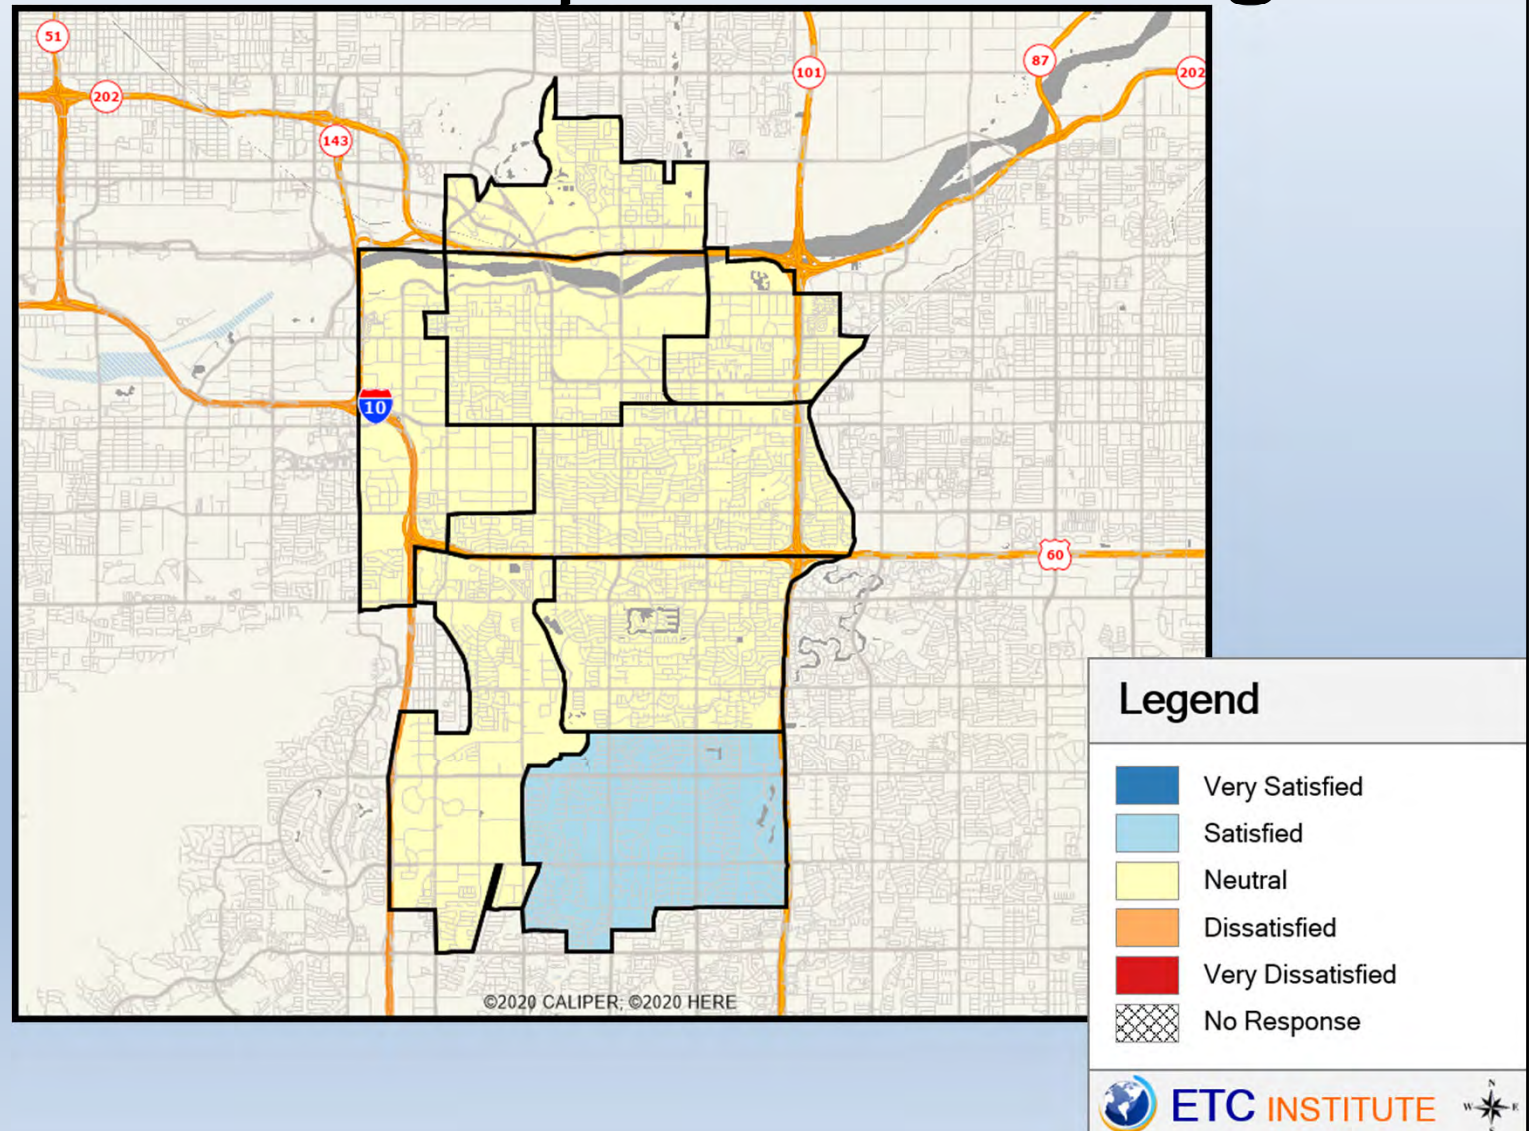 51
202
143
101
87
202
10
60
©2020 CALIPER; ©2020 HERE
Legend
Very Satisfied
Satisfied
Neutral
Dissatisfied
Very Dissatisfied
No Response
ETC INSTITUTE
N
W E
S